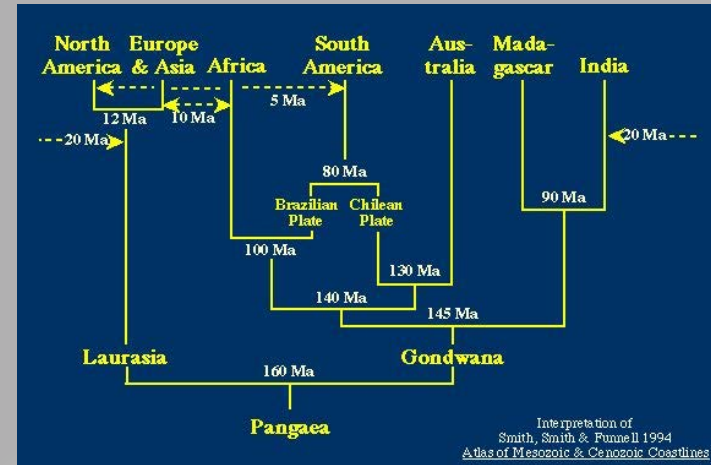 North America
Europe & Asia
Africa
South America
Aus-
tralia
Mada-
gascar
India
5 Ma
12 Ma
10 Ma
20 Ma
20 Ma
80 Ma
Brazilian Plate
Chilean Plate
90 Ma
100 Ma
130 Ma
140 Ma
145 Ma
Laurasia
Gondwana
160 Ma
Pangaea
Interpretation of
Smith, Smith & Funnell 1994
Atlas of Mesozoic & Cenozoic Coastlines